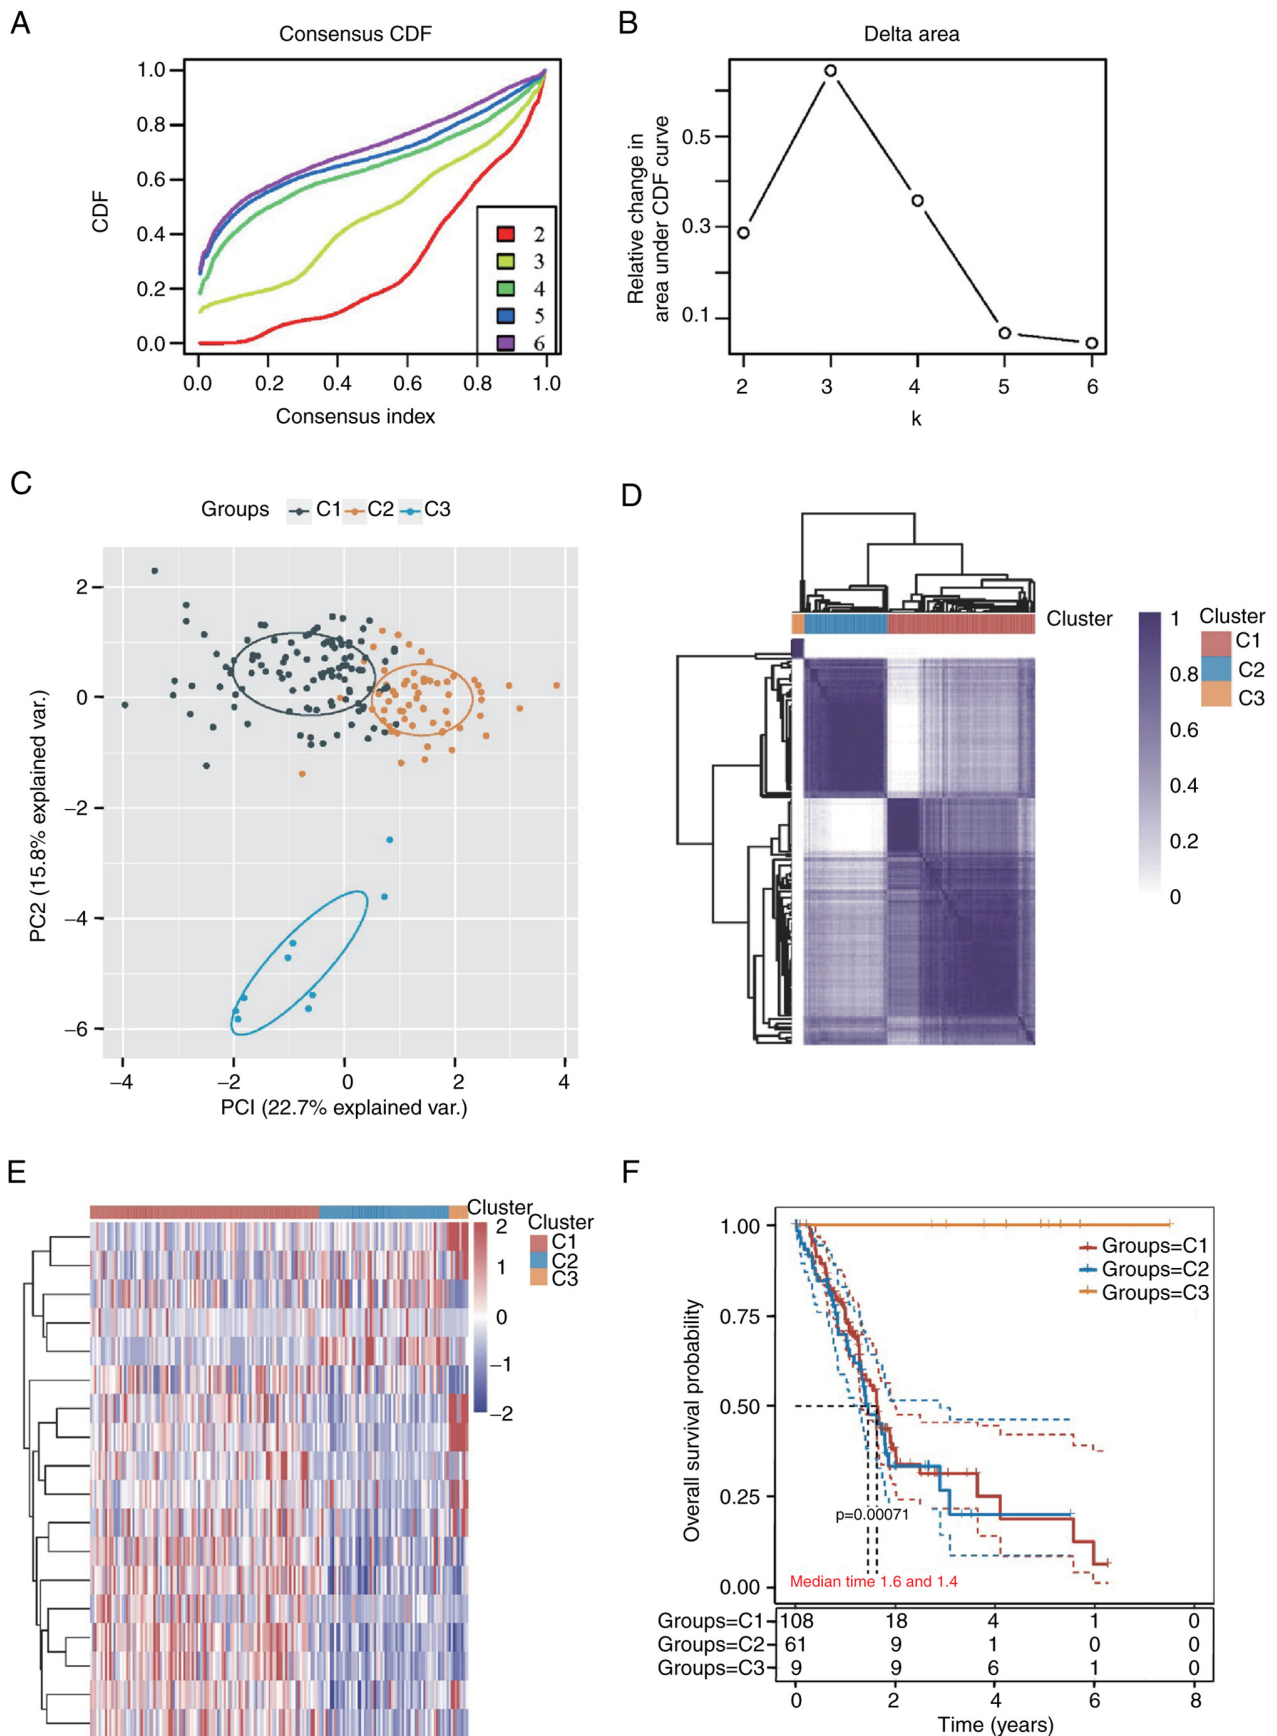 A
Consensus CDF
1.0
0.8
0.6
0.4
0.2
0.0
CDF
2
3
4
5
6
0.0 0.2 0.4 0.6 0.8 1.0
Consensus index
B
Delta area
Relative change in
area under CDF curve
0.5
0.3
0.1
2 3 4 5 6
k
C
Groups C1 C2 C3
2
0
−2
−4
−6
PC2 (15.8% explained var.)
−4 −2 0 2 4
PCI (22.7% explained var.)
D
Cluster
1
0.8
0.6
0.4
0.2
0
Cluster
C1
C2
C3
E
Cluster
2
1
0
−1
−2
Cluster
C1
C2
C3
F
Overall survival probability
1.00
0.75
0.50
0.25
0.00
Groups=C1
Groups=C2
Groups=C3
p=0.00071
Median time 1.6 and 1.4
Groups=C1 108 18 4 1 0
Groups=C2 61 9 1 0 0
Groups=C3 9 9 6 1 0
0 2 4 6 8
Time (years)